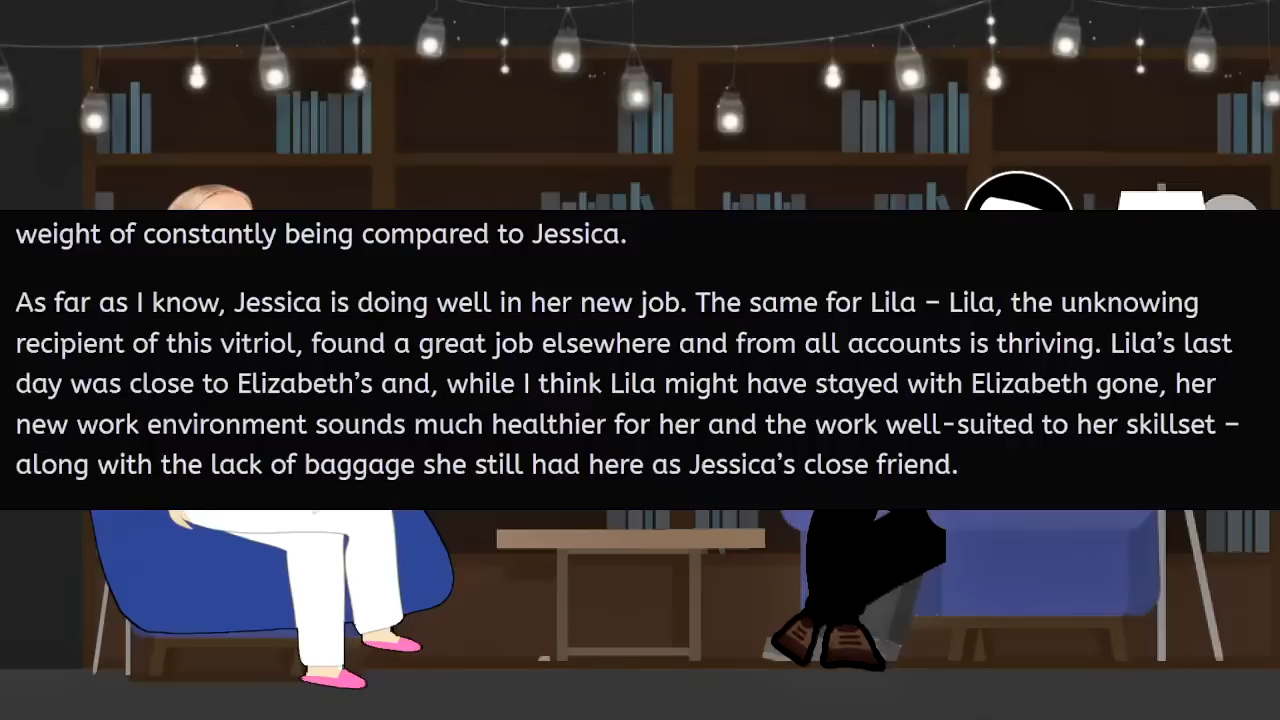 weight of constantly being compared to Jessica.
As far as I know, Jessica is doing well in her new job. The same for Lila – Lila, the unknowing
recipient of this vitriol, found a great job elsewhere and from all accounts is thriving. Lila’s last
day was close to Elizabeth’s and, while I think Lila might have stayed with Elizabeth gone, her
new work environment sounds much healthier for her and the work well-suited to her skillset –
along with the lack of baggage she still had here as Jessica’s close friend.